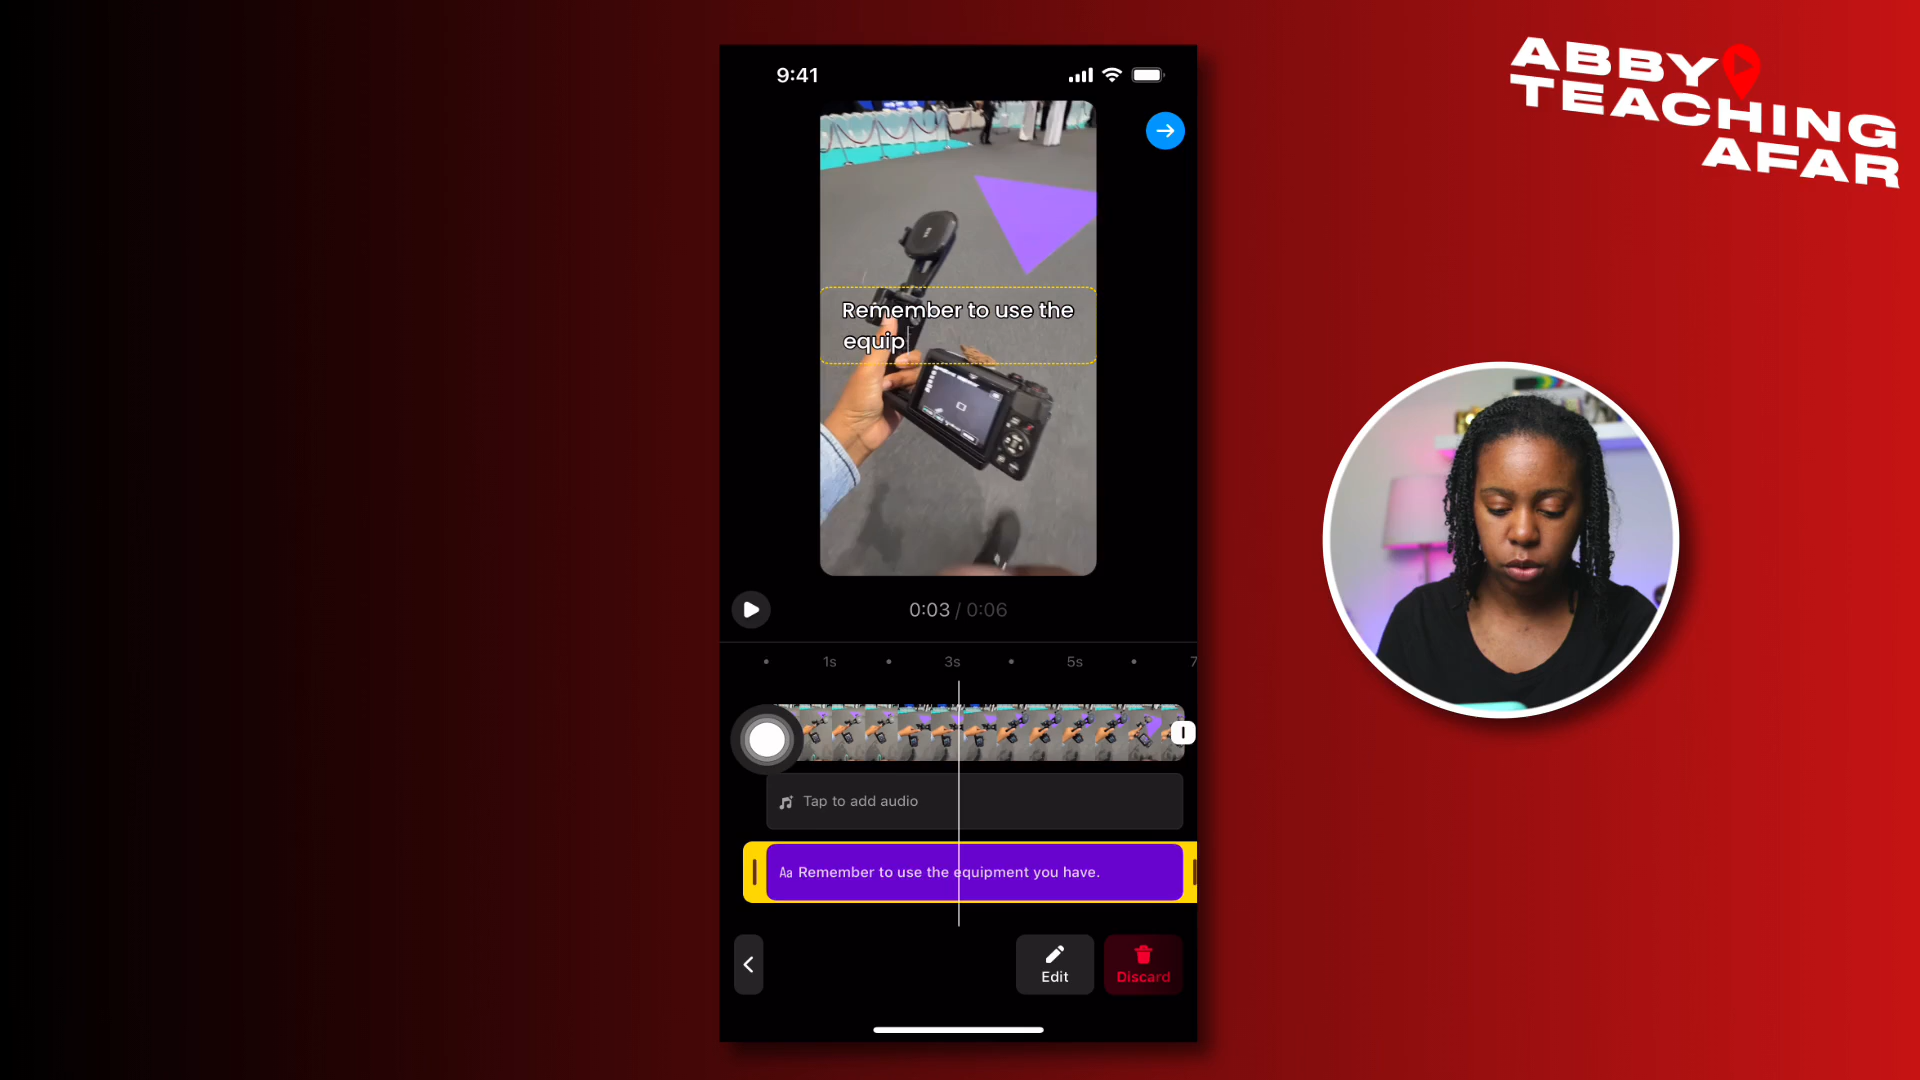 ABBY
TEACHING
AFAR
9:41
Remember to use the
equip
0:03 / 0:06
1s
3s
5s
7
Tap to add audio
Aa Remember to use the equipment you have.
Edit
Discard